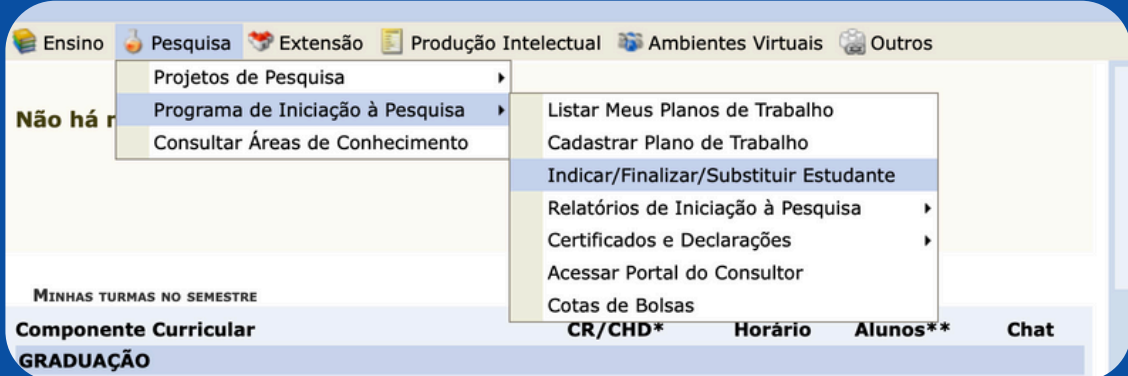 Ensino Pesquisa Extensão Produção Intelectual Ambientes Virtuais Outros
Projetos de Pesquisa
Programa de Iniciação à Pesquisa
Consultar Áreas de Conhecimento
Não há
Listar Meus Planos de Trabalho
Cadastrar Plano de Trabalho
Indicar/Finalizar/Substituir Estudante
Relatórios de Iniciação à Pesquisa
Certificados e Declarações
Acessar Portal do Consultor
Cotas de Bolsas
MINHAS TURMAS NO SEMESTRE
Componente Curricular CR/CHD* Horário Alunos** Chat
GRADUAÇÃO